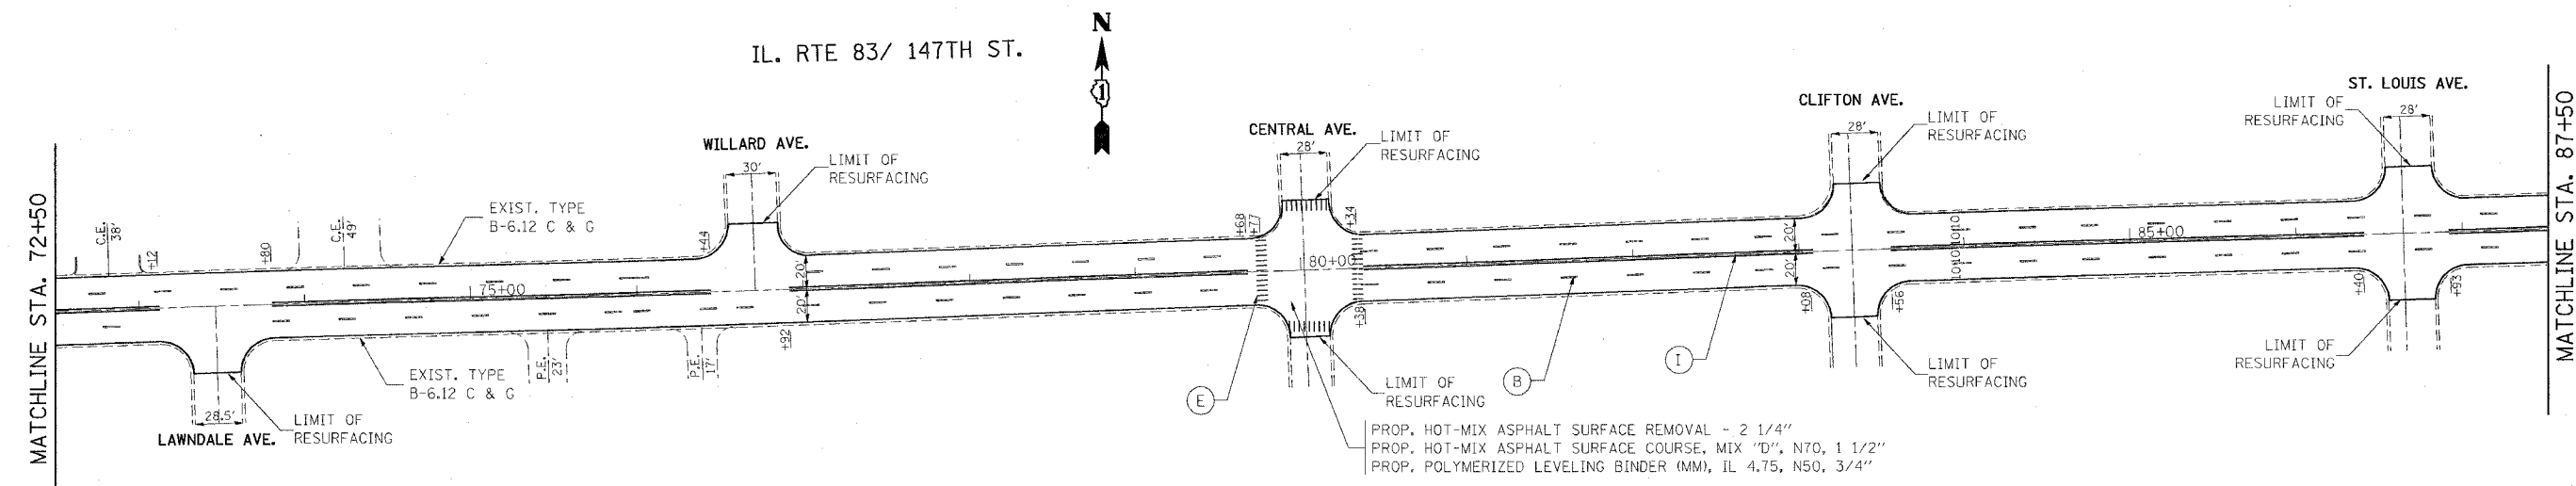 IL. RTE 83/ 147TH ST.
N
1
MATCHLINE STA. 72+50
C.E.
38'
+12
+80
C.E.
49'
EXIST. TYPE
B-6.12 C & G
WILLARD AVE.
30'
LIMIT OF
RESURFACING
+44
75+00
20'
20'
+92
EXIST. TYPE
B-6.12 C & G
P.E.
23'
P.E.
17'
28.5'
LAWNDALE AVE.
LIMIT OF
RESURFACING
CENTRAL AVE.
28'
LIMIT OF
RESURFACING
+68
+77
+34
80+00
+38
E
LIMIT OF
RESURFACING
B
I
PROP. HOT-MIX ASPHALT SURFACE REMOVAL - 2 1/4"
PROP. HOT-MIX ASPHALT SURFACE COURSE, MIX "D", N70, 1 1/2"
PROP. POLYMERIZED LEVELING BINDER (MM), IL 4.75, N50, 3/4"
CLIFTON AVE.
28'
LIMIT OF
RESURFACING
20'
20'
+08
+56
10'10'10'10'
LIMIT OF
RESURFACING
85+00
ST. LOUIS AVE.
28'
LIMIT OF
RESURFACING
+40
+93
LIMIT OF
RESURFACING
MATCHLINE STA. 87+50